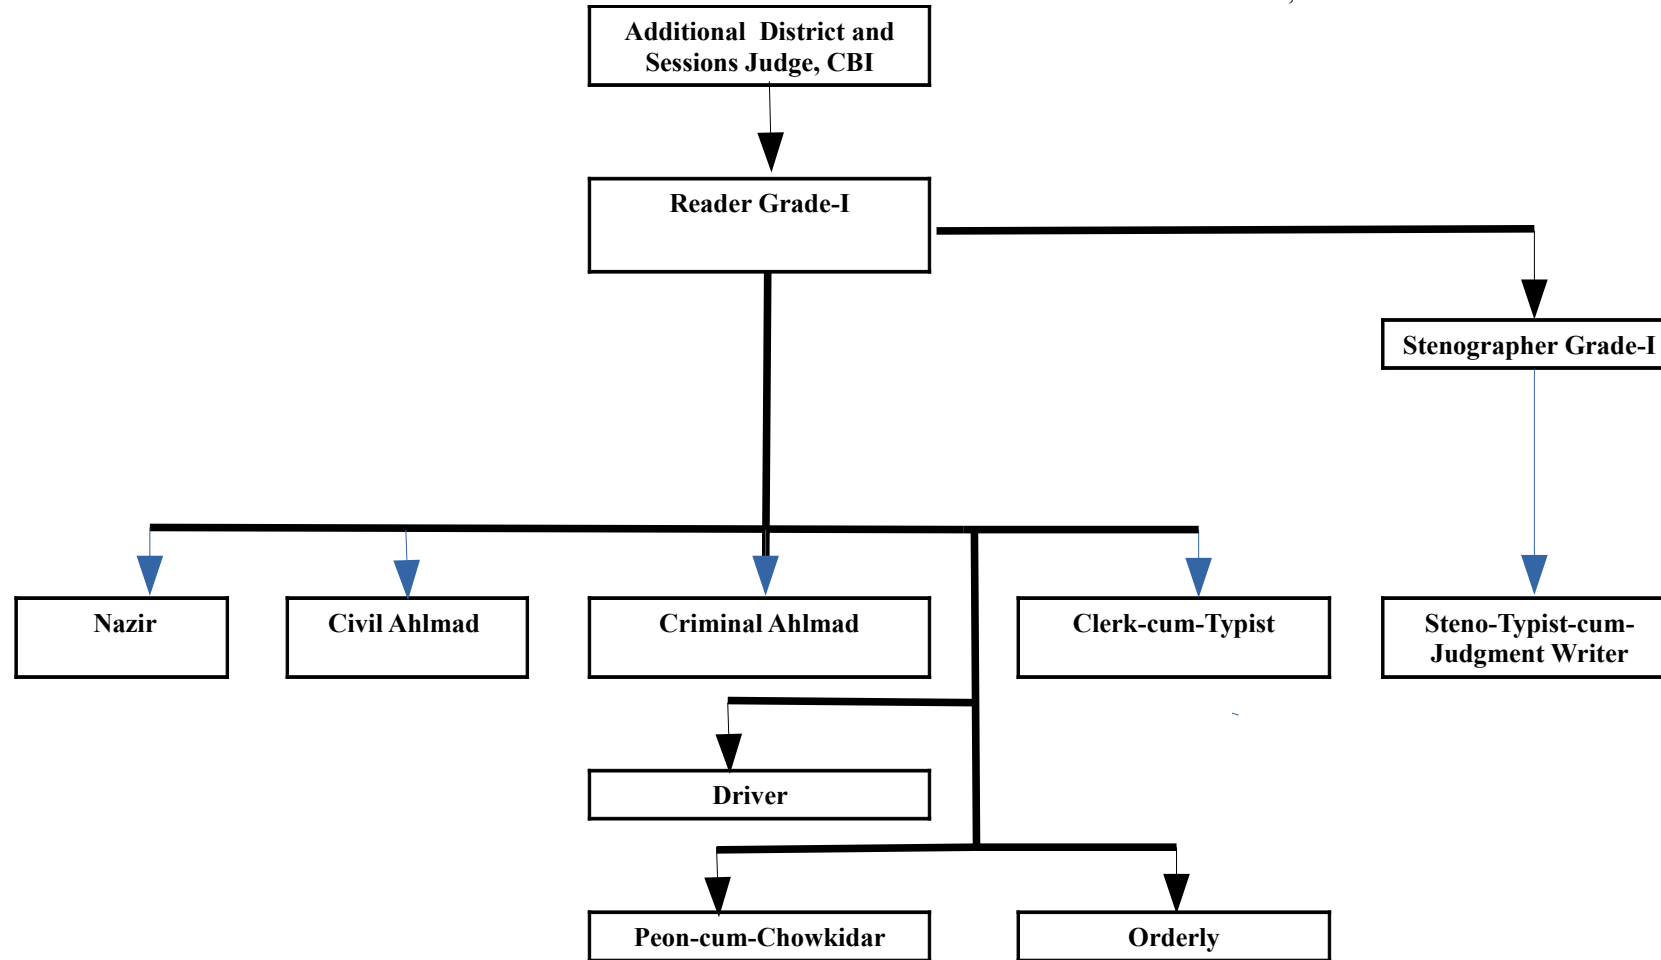 Additional District and
Sessions Judge, CBI
Reader Grade-I
Stenographer Grade-I
Nazir
Civil Ahlmad
Criminal Ahlmad
Clerk-cum-Typist
Steno-Typist-cum-
Judgment Writer
Driver
Peon-cum-Chowkidar
Orderly